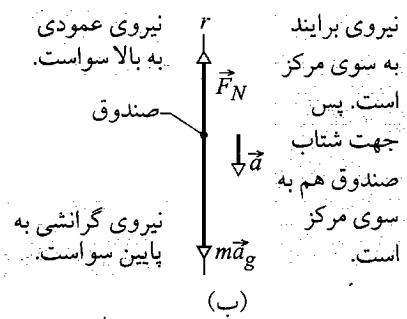 نیروی عمودی
به بالا سواست.
r
F_N
صندوق
a
نیروی گرانشی به
پایین سواست.
ma_g
نیروی برایند
به سوی مرکز
است. پس
جهت شتاب
صندوق هم به
سوی مرکز
است.
(ب)